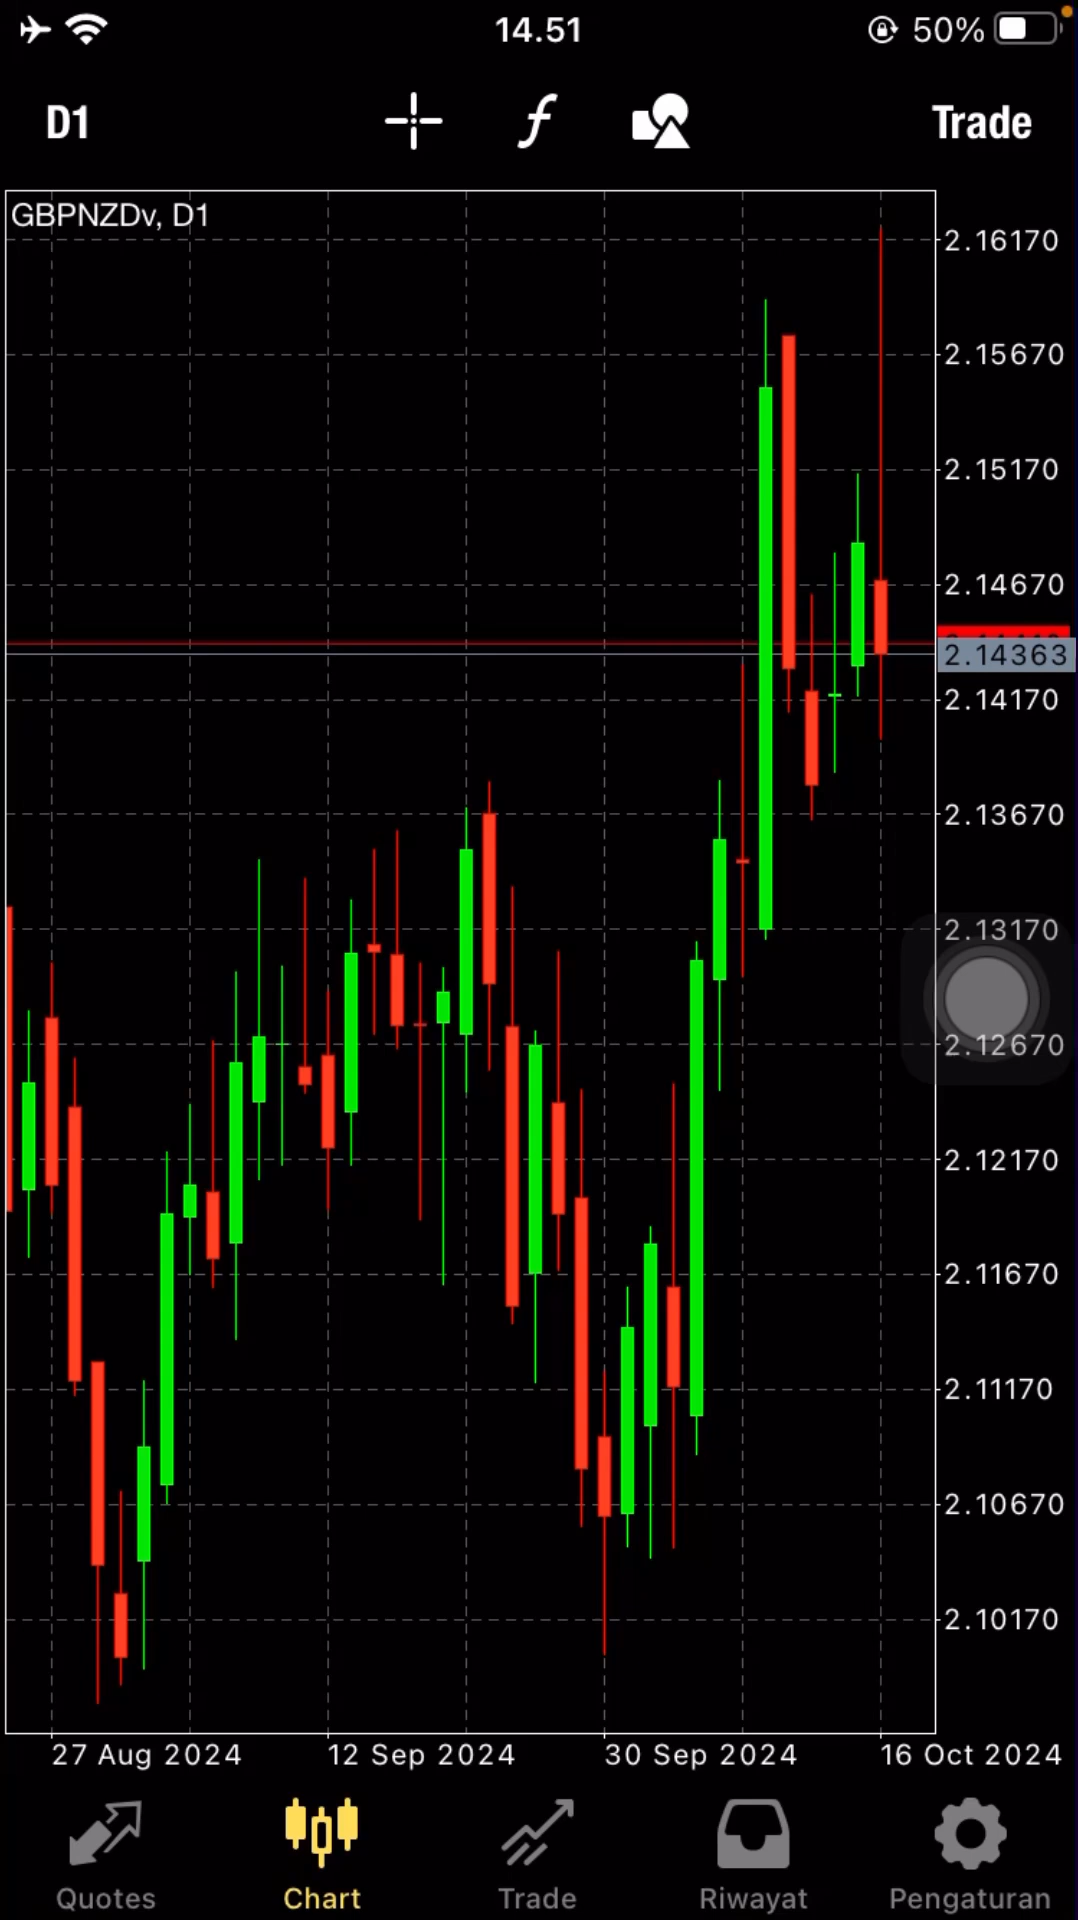 14.51
50%
D1
Trade
GBPNZDv, D1
2.16170
2.15670
2.15170
2.14670
2.14363
2.14170
2.13670
2.13170
2.12670
2.12170
2.11670
2.11170
2.10670
2.10170
27 Aug 2024
12 Sep 2024
30 Sep 2024
16 Oct 2024
Quotes
Chart
Trade
Riwayat
Pengaturan